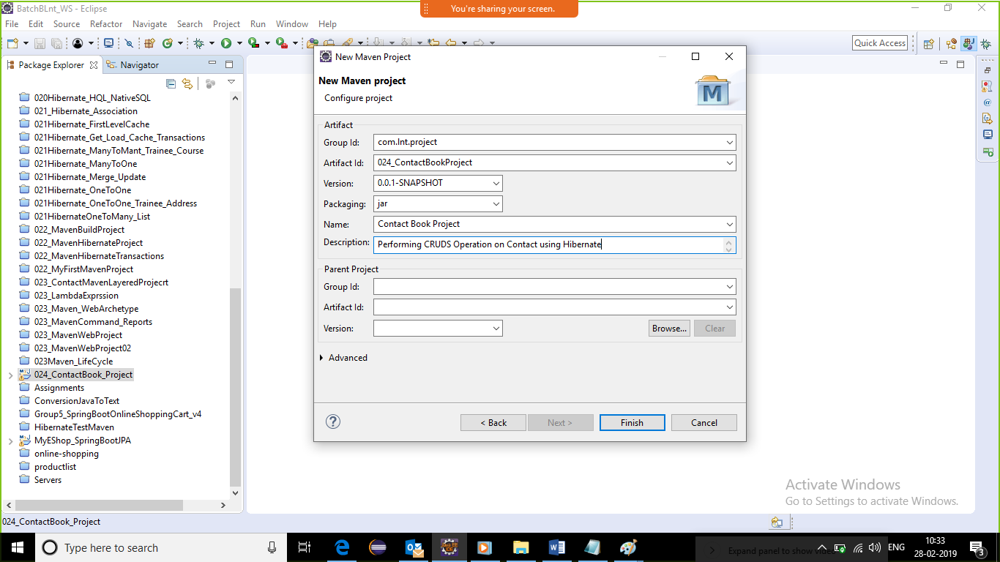 BatchBLnt_WS - Eclipse
You're sharing your screen.
File Edit Source Refactor Navigate Search Project Run Window Help
Quick Access
Package Explorer
Navigator
020Hibernate_HQL_NativeSQL
021_Hibernate_Association
021Hibernate_FirstLevelCache
021Hibernate_Get_Load_Cache_Transactions
021Hibernate_ManyToMant_Trainee_Course
021Hibernate_ManyToOne
021Hibernate_Merge_Update
021Hibernate_OneToOne
021Hibernate_OneToOne_Trainee_Address
021HibernateOneToMany_List
022_MavenBuildProject
022_MavenHibernateProject
022_MavenHibernateTransactions
022_MyFirstMavenProject
023_ContactMavenLayeredProjecrt
023_LambdaExprssion
023_Maven_WebArchetype
023_MavenCommand_Reports
023_MavenWebProject
023_MavenWebProject02
023Maven_LifeCycle
024_ContactBook_Project
Assignments
ConversionJavaToText
Group5_SpringBootOnlineShoppingCart_v4
HibernateTestMaven
MyEShop_SpringBootJPA
online-shopping
productlist
Servers
New Maven Project
New Maven project
Configure project
M
Artifact
Group Id: com.lnt.project
Artifact Id: 024_ContactBookProject
Version: 0.0.1-SNAPSHOT
Packaging: jar
Name: Contact Book Project
Description: Performing CRUDS Operation on Contact using Hibernate
Parent Project
Group Id:
Artifact Id:
Version:
Browse... Clear
Advanced
< Back Next > Finish Cancel
Activate Windows
Go to Settings to activate Windows.
024_ContactBook_Project
Type here to search
Expand panel to show video
ENG
10:33
28-02-2019
3